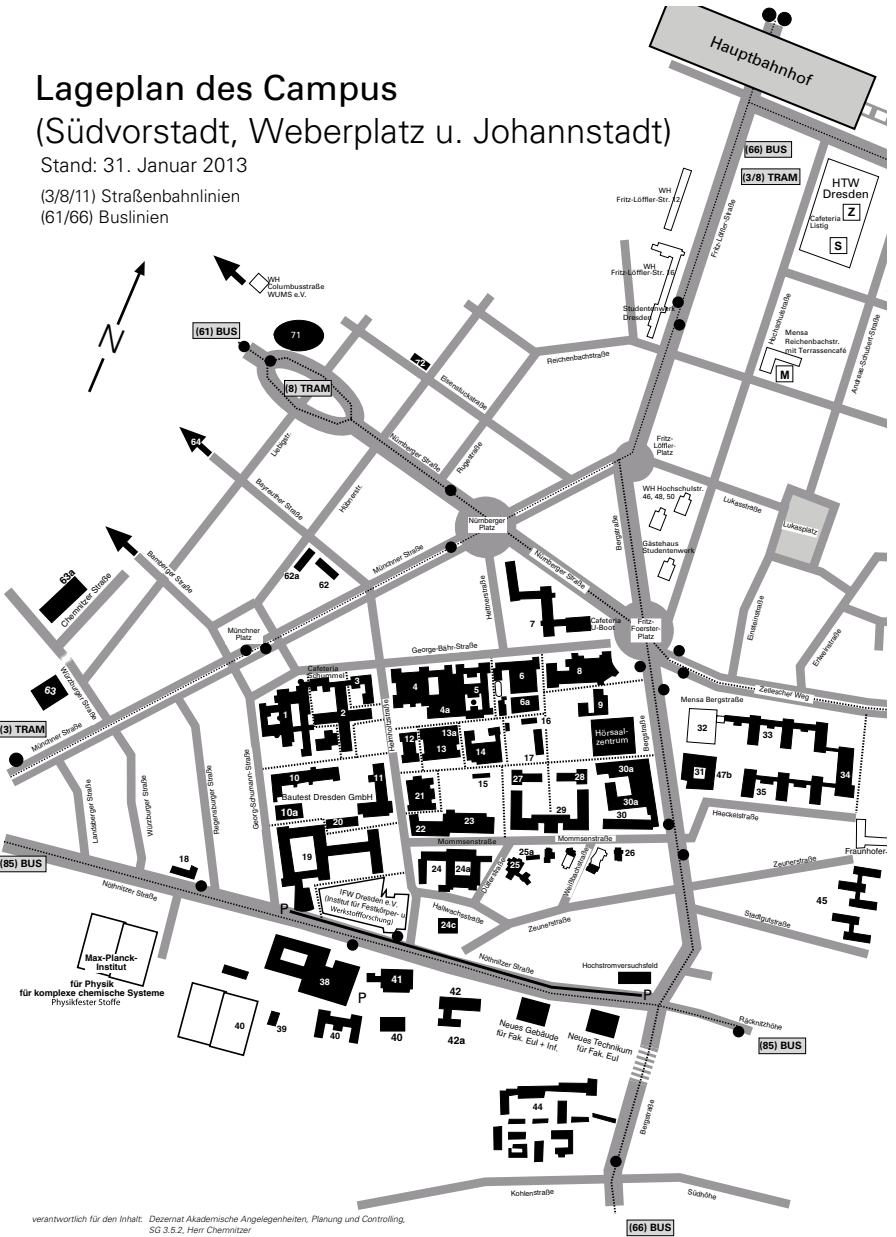 Hauptbahnhof
Lageplan des Campus
(Südvorstadt, Weberplatz u. Johannstadt)
Stand: 31. Januar 2013
(3/8/11) Straßenbahnlinien
(61/66) Buslinien
(66) BUS
(3/8) TRAM
HTW
Dresden
Cafeteria
Listig
Z
S
WH
Fritz-Löffler-Str. 12
Fritz-Löffler-Straße
WH
Fritz-Löffler-Str. 16
Studentenwerk
Dresden
N
WH
Columbusstraße
WUMS e.V.
(61) BUS
71
(8) TRAM
72
Eisenstuckstraße
Reichenbachstraße
Hochschulstraße
Mensa
Reichenbachstr.
mit Terrassencafé
M
Andreas-Schubert-Straße
64
Liebigstr.
Nürnberger Straße
Rugestraße
Fritz-
Löffler-
Platz
Bayreuther Straße
Hübnerstr.
WH Hochschulstr.
46, 48, 50
Lukasstraße
Lukasplatz
Nürnberger
Platz
Bergstraße
Gästehaus
Studentenwerk
Nürnberger Straße
Münchner Straße
Bamberger Straße
62a
62
63a
Chemnitzer Straße
Hettnerstraße
7
Cafeteria
U-Boot
Fritz-
Foerster-
Platz
Einsteinstraße
Erlweinstraße
Münchner
Platz
George-Bähr-Straße
Cafeteria
Schummel
Zellescher Weg
63
Würzburger Straße
(3) TRAM
Münchner Straße
1
2
3
4
4a
5
6
6a
8
9
Mensa Bergstraße
32
33
34
Helmholtzstraße
12
13a
13
14
16
17
Hörsaal-
zentrum
Bergstraße
31
47b
35
Landsberger Straße
Würzburger Straße
Regensburger Straße
Georg-Schumann-Straße
10
11
Bautest Dresden GmbH
10a
20
15
21
27
28
30a
30a
29
30
22
23
Haeckelstraße
Mommsenstraße
Mommsenstraße
(85) BUS
18
19
24
24a
25a
25
26
Dülferstraße
Weißbachstraße
Zeunerstraße
Fraunhofer-
Nöthnitzer Straße
P
IFW Dresden e.V.
(Institut für Festkörper- u.
Werkstoffforschung)
Hallwachsstraße
24c
Zeunerstraße
Stadtgutstraße
45
Max-Planck-
Institut
für Physik
für komplexe chemische Systeme
Physikfester Stoffe
Nöthnitzer Straße
Hochstromversuchsfeld
P
38
P
41
42
40
39
40
40
42a
Neues Gebäude
für Fak. EuI + Inf.
Neues Technikum
für Fak. EuI
Räcknitzhöhe
(85) BUS
44
Bergstraße
Kohlenstraße
Südhöhe
(66) BUS
verantwortlich für den Inhalt: Dezernat Akademische Angelegenheiten, Planung und Controlling,
SG 3.5.2, Herr Chemnitzer